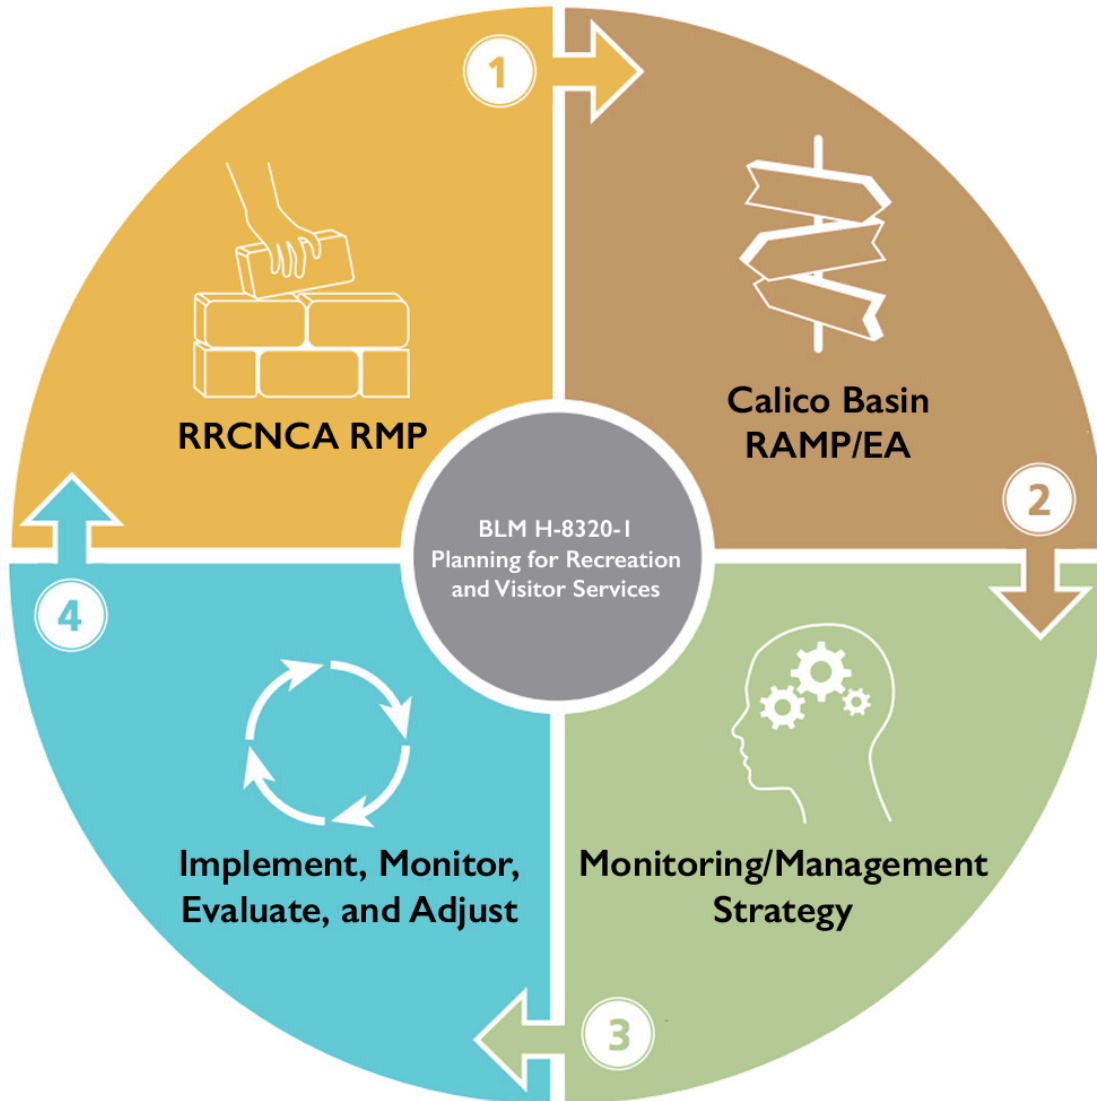 1
RRCNCA RMP
Calico Basin
RAMP/EA
2
BLM H-8320-1
Planning for Recreation
and Visitor Services
Monitoring/Management
Strategy
3
Implement, Monitor,
Evaluate, and Adjust
4